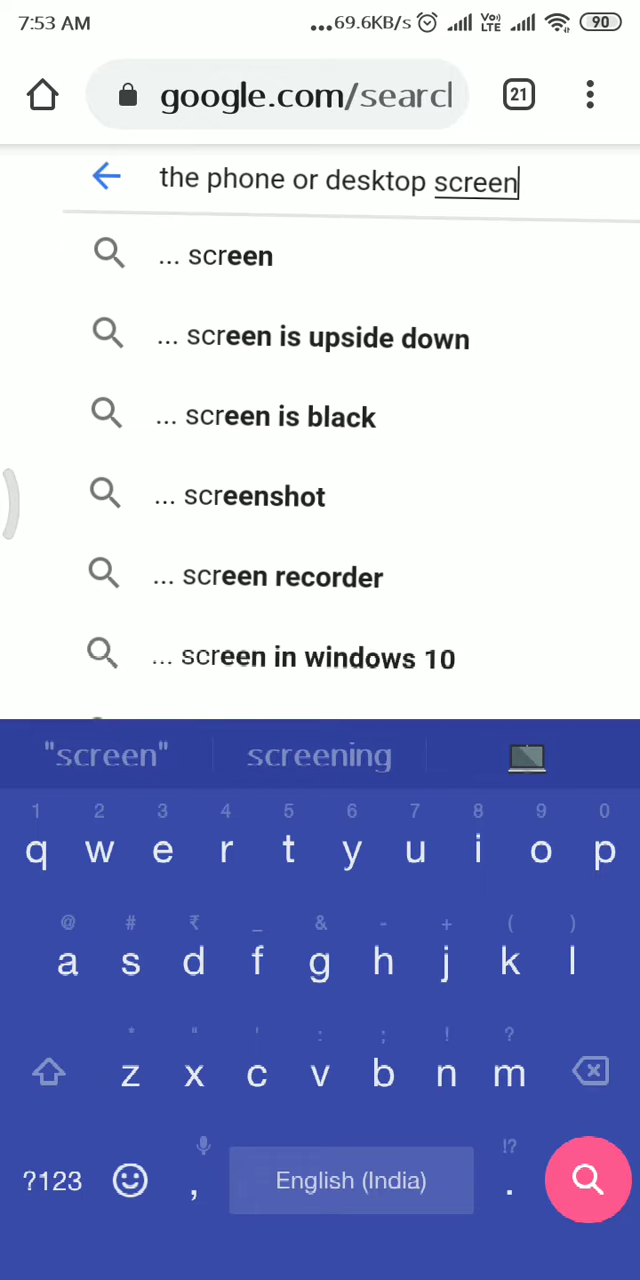 7:53 AM ...69.6KB/s Vo) LTE 90
google.com/searcl 21
the phone or desktop screen
... screen
... screen is upside down
... screen is black
... screenshot
... screen recorder
... screen in windows 10
"screen" screening
1 2 3 4 5 6 7 8 9 0
q w e r t y u i o p
@ # ₹ _ & - + ( )
a s d f g h j k l
* " ' : ; ! ?
z x c v b n m
!?
?123 , English (India) .